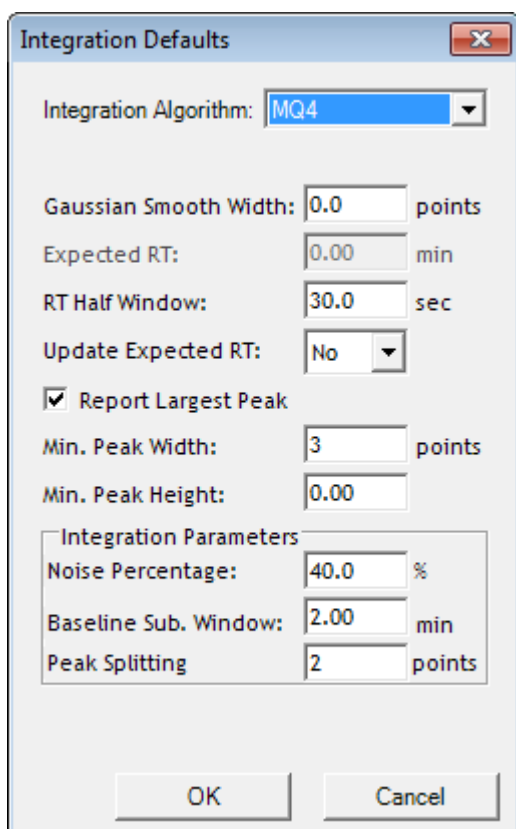 Integration Defaults
Integration Algorithm: MQ4
Gaussian Smooth Width: 0.0 points
Expected RT: 0.00 min
RT Half Window: 30.0 sec
Update Expected RT: No
Report Largest Peak
Min. Peak Width: 3 points
Min. Peak Height: 0.00
Integration Parameters
Noise Percentage: 40.0 %
Baseline Sub. Window: 2.00 min
Peak Splitting 2 points
OK Cancel